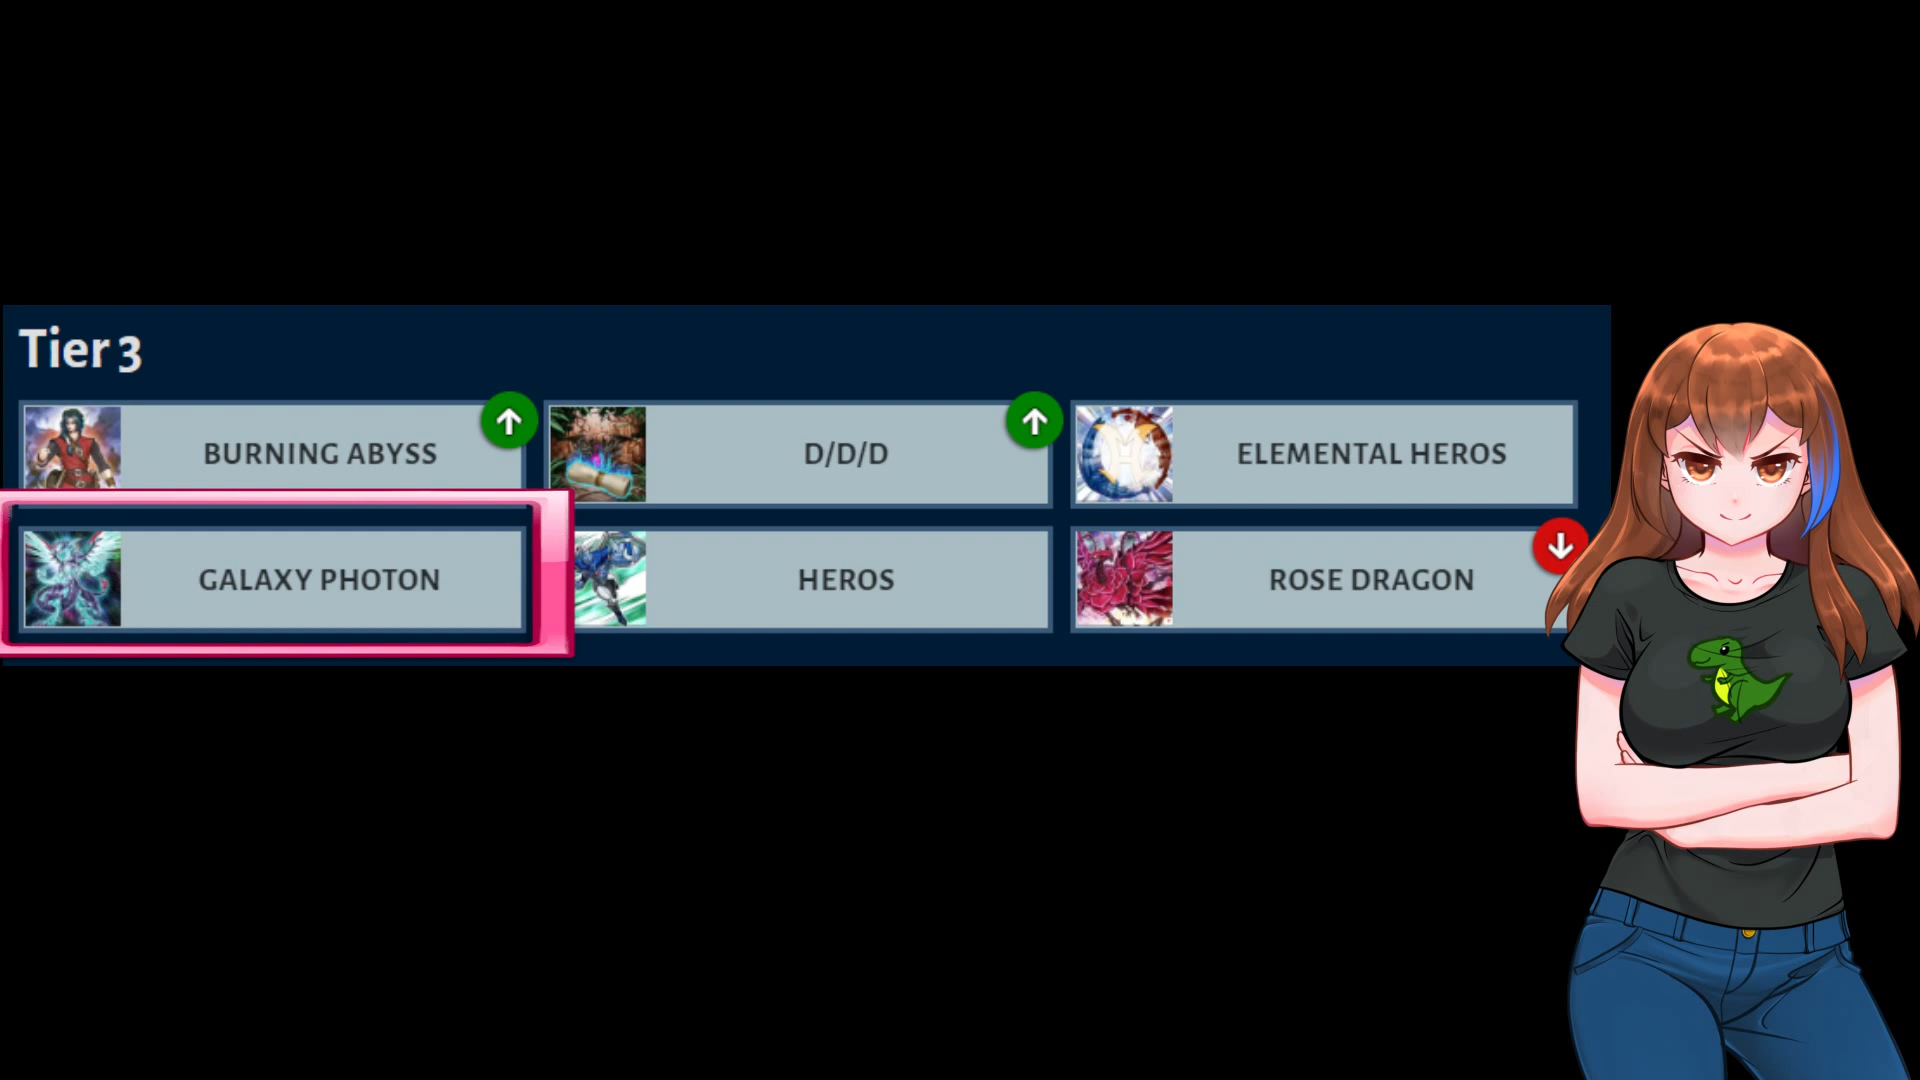 Tier 3
BURNING ABYSS
D/D/D
ELEMENTAL HEROS
GALAXY PHOTON
HEROS
ROSE DRAGON